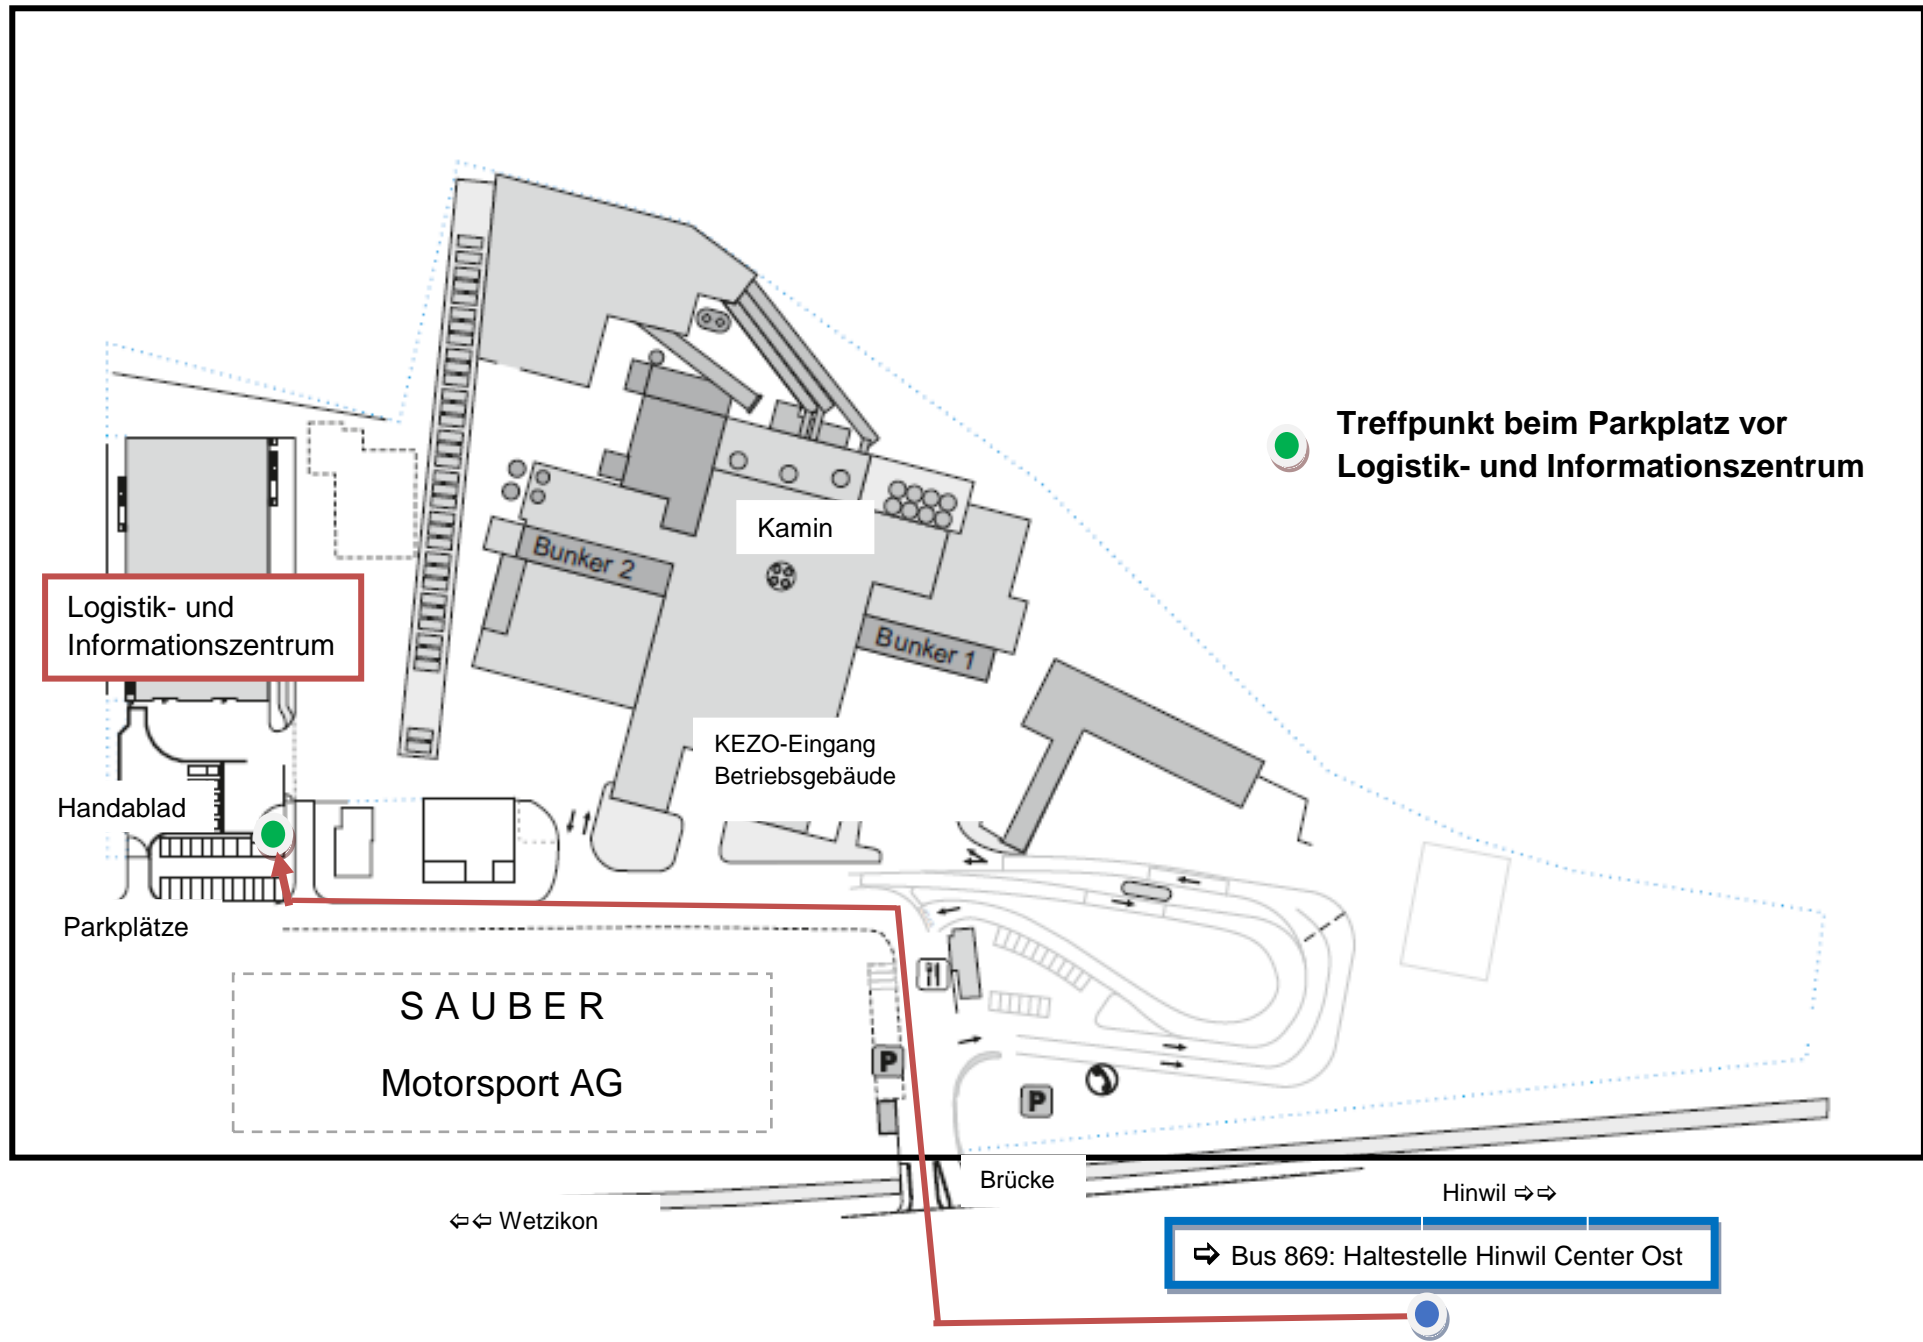 Treffpunkt beim Parkplatz vor
Logistik- und Informationszentrum
Kamin
Bunker 2
Logistik- und
Informationszentrum
Bunker 1
KEZO-Eingang
Betriebsgebäude
Handablad
Parkplätze
S A U B E R
Motorsport AG
P
P
Brücke
Hinwil ⇨⇨
⇦⇦ Wetzikon
⇨ Bus 869: Haltestelle Hinwil Center Ost